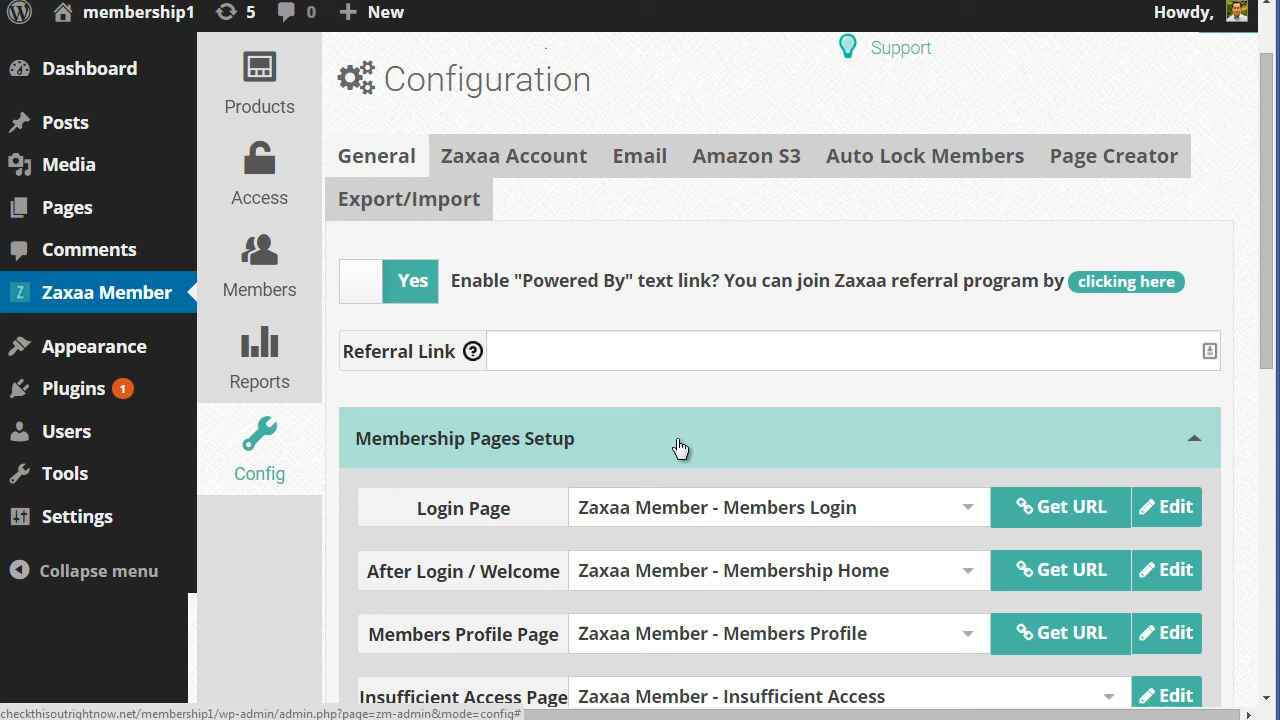 membership1 5 0 New Howdy,
Dashboard
Posts
Media
Pages
Comments
Z Zaxaa Member
Appearance
Plugins 1
Users
Tools
Settings
Collapse menu
Products
Access
Members
Reports
Config
Support
Configuration
General Zaxaa Account Email Amazon S3 Auto Lock Members Page Creator
Export/Import
Yes Enable "Powered By" text link? You can join Zaxaa referral program by clicking here
Referral Link ?
Membership Pages Setup
Login Page Zaxaa Member - Members Login Get URL Edit
After Login / Welcome Zaxaa Member - Membership Home Get URL Edit
Members Profile Page Zaxaa Member - Members Profile Get URL Edit
Insufficient Access Page Zaxaa Member - Insufficient Access Edit
checkthisoutrightnow.net/membership1/wp-admin/admin.php?page=zm-admin&mode=config#